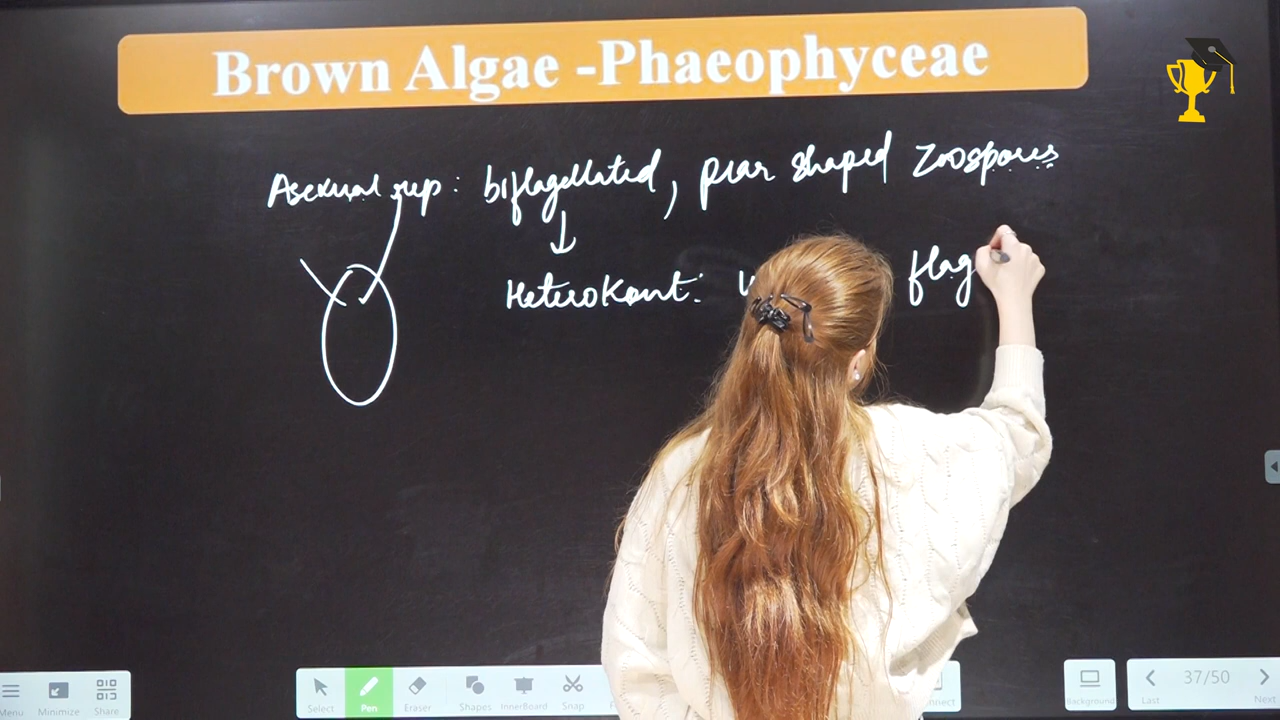 Brown Algae -Phaeophyceae
Asexual rep: biflagellated, pear shaped Zoospores
Heterokont: flag
Menu Minimize Share Select Pen Eraser Shapes InnerBoard Snap Background Last 37/50 Next